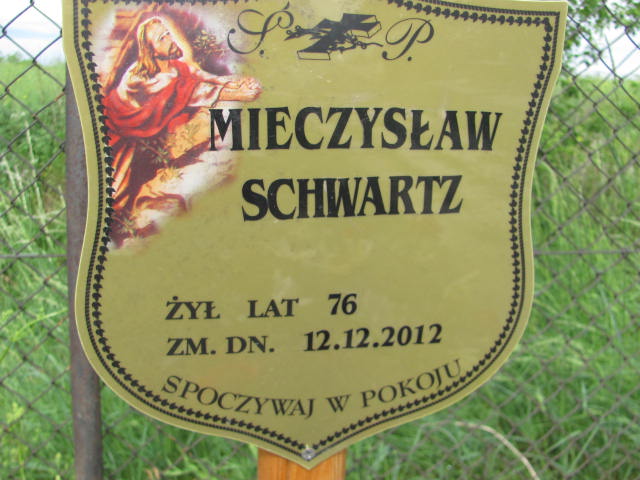 Ś. P.
MIECZYSŁAW
SCHWARTZ
ŻYŁ LAT 76
ZM. DN. 12.12.2012
SPOCZYWAJ W POKOJU